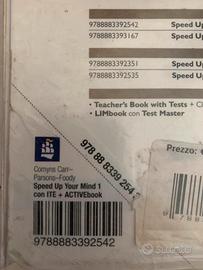 9788883392542 Speed Up
9788883393167 Speed Up
9788883392351 Speed Up
9788883392535 Speed Up
• Teacher's Book with Tests +
• LIMbook con Test Master
978 88 8339 254
Prezzo:
Comyns Carr–
Parsons–Foody
Speed Up Your Mind 1
con ITE + ACTIVEbook
9788883392542
subito